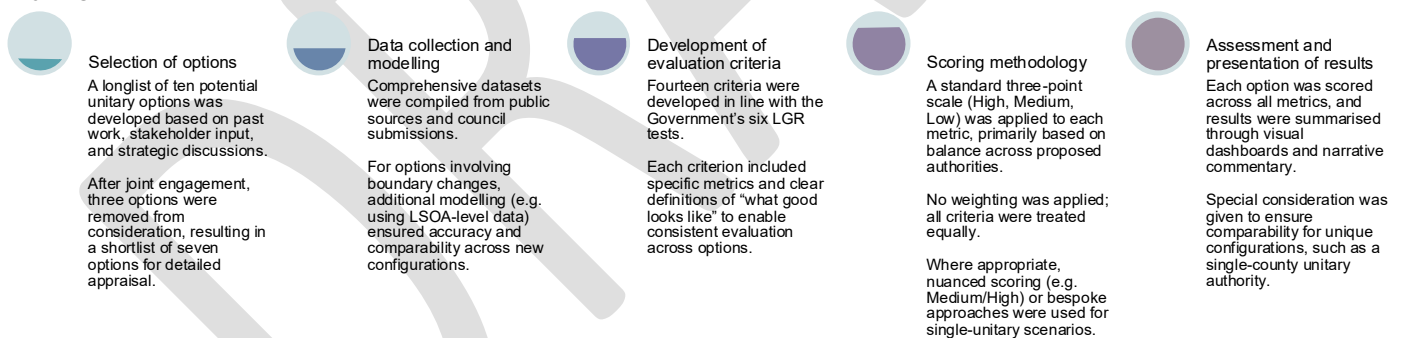 Selection of options
A longlist of ten potential
unitary options was
developed based on past
work, stakeholder input,
and strategic discussions.
After joint engagement,
three options were
removed from
consideration, resulting in
a shortlist of seven
options for detailed
appraisal.
Data collection and
modelling
Comprehensive datasets
were compiled from public
sources and council
submissions.
For options involving
boundary changes,
additional modelling (e.g.
using LSOA-level data)
ensured accuracy and
comparability across new
configurations.
Development of
evaluation criteria
Fourteen criteria were
developed in line with the
Government's six LGR
tests.
Each criterion included
specific metrics and clear
definitions of “what good
looks like” to enable
consistent evaluation
across options.
Scoring methodology
A standard three-point
scale (High, Medium,
Low) was applied to each
metric, primarily based on
balance across proposed
authorities.
No weighting was applied;
all criteria were treated
equally.
Where appropriate,
nuanced scoring (e.g.
Medium/High) or bespoke
approaches were used for
single-unitary scenarios.
Assessment and
presentation of results
Each option was scored
across all metrics, and
results were summarised
through visual
dashboards and narrative
commentary.
Special consideration was
given to ensure
comparability for unique
configurations, such as a
single-county unitary
authority.